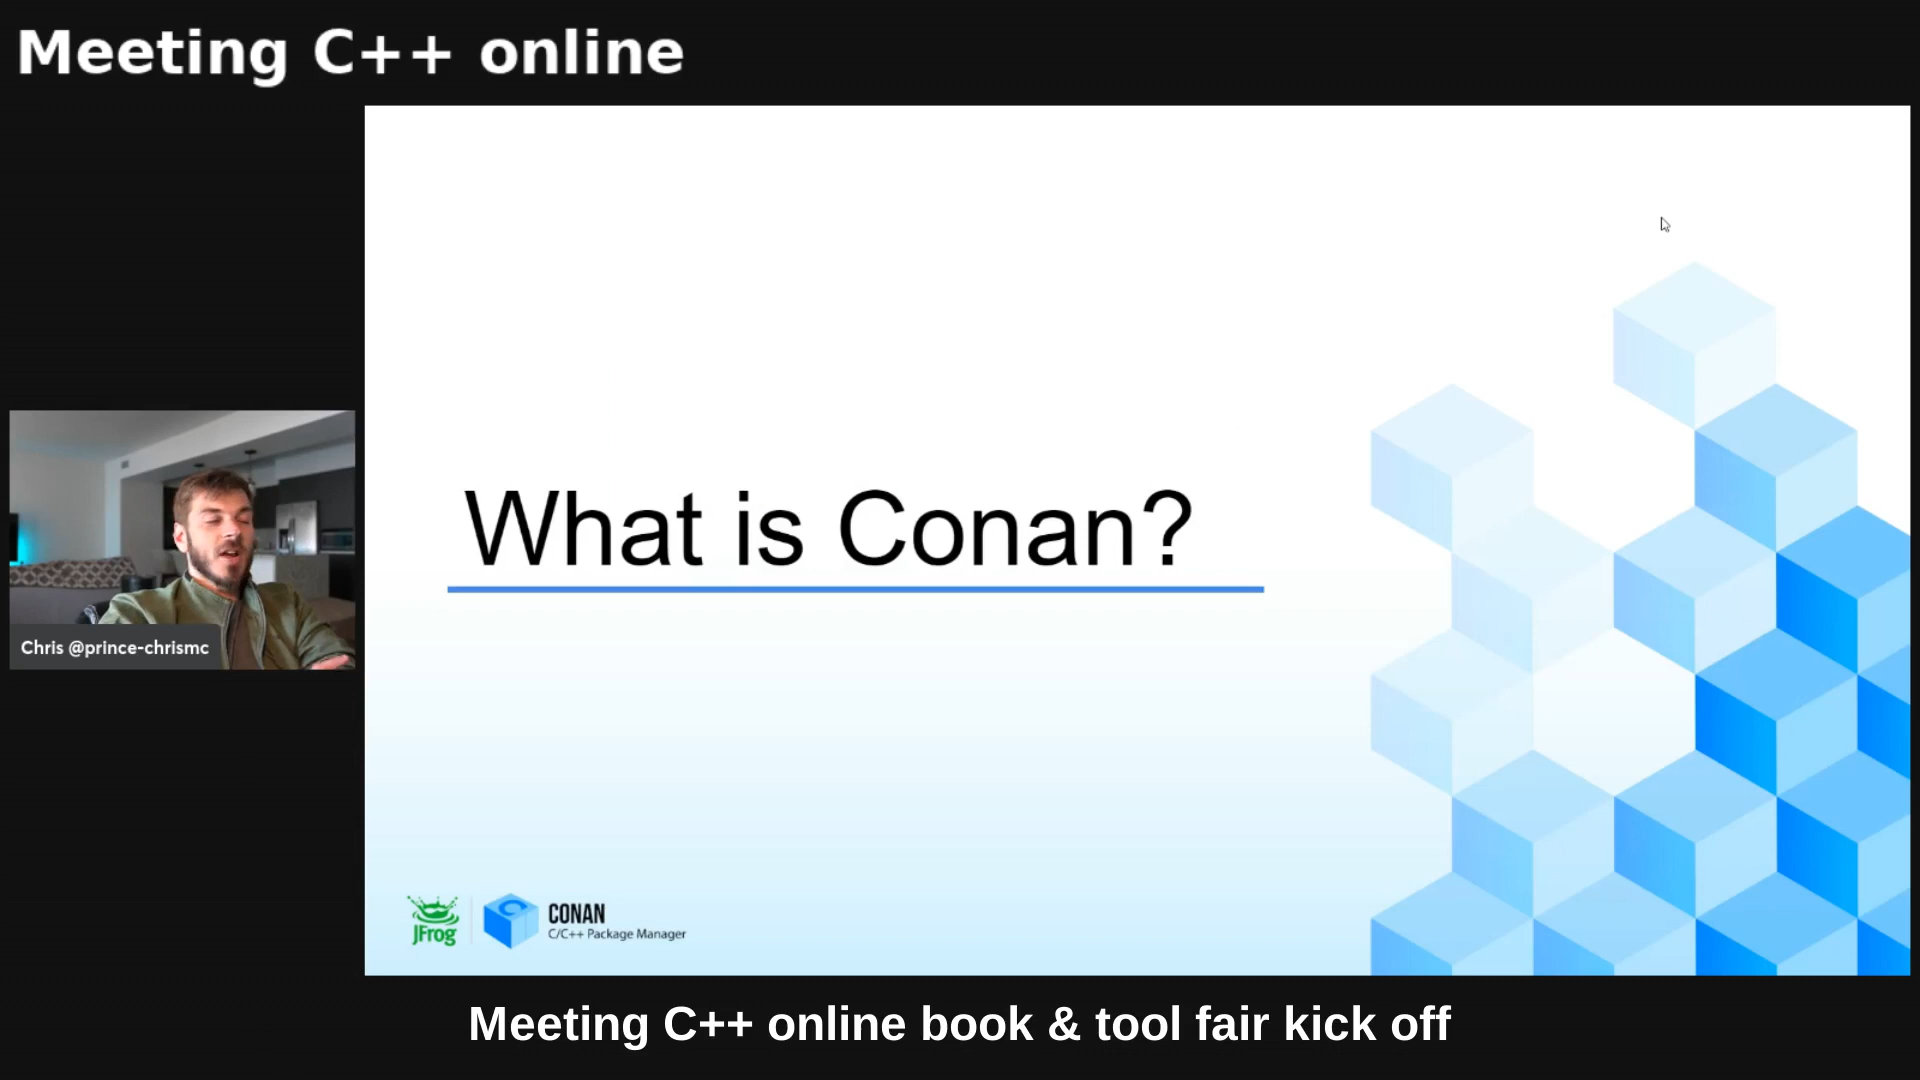 Meeting C++ online
What is Conan?
Chris @prince-chrismc
JFrog
CONAN
C/C++ Package Manager
Meeting C++ online book & tool fair kick off